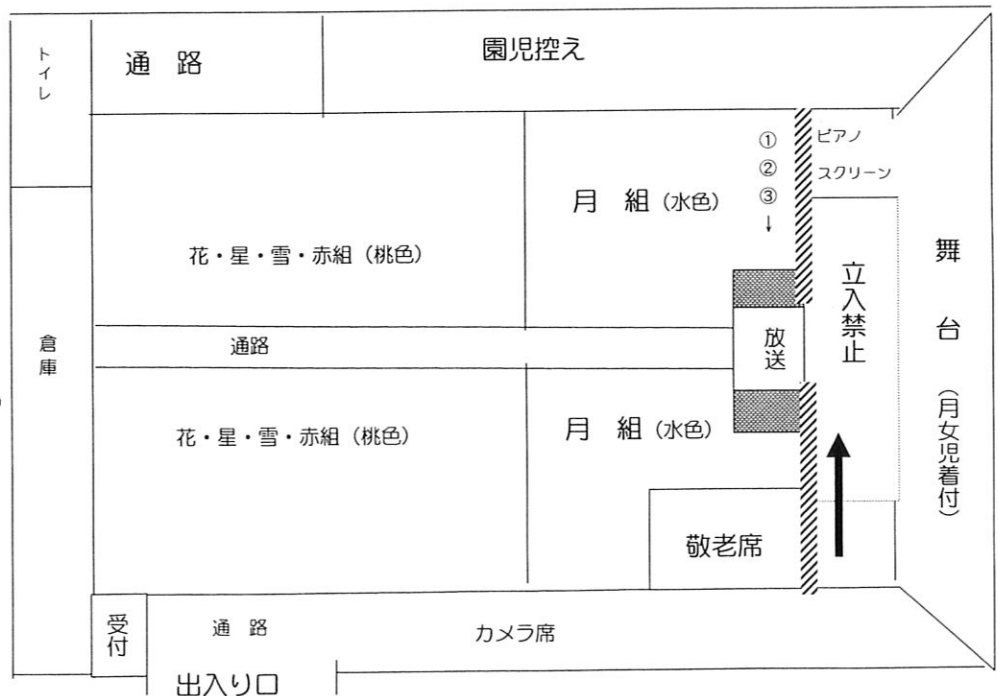 トイレ
通 路
園児控え
①
②
③
↓
ピアノ
スクリーン
月 組(水色)
花・星・雪・赤組(桃色)
舞 台 (月女児着付)
立入禁止
放送
倉庫
通路
花・星・雪・赤組(桃色)
月 組(水色)
敬老席
受付
通 路
カメラ席
出入り口